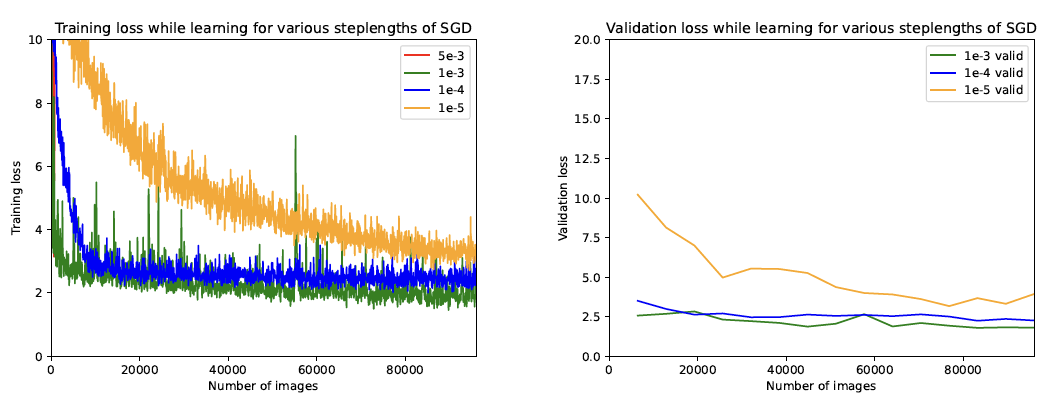 Training loss while learning for various steplengths of SGD
10
8
6
4
2
0
Training loss
0 20000 40000 60000 80000
Number of images
5e-3
1e-3
1e-4
1e-5
Validation loss while learning for various steplengths of SGD
20.0
17.5
15.0
12.5
10.0
7.5
5.0
2.5
0.0
Validation loss
0 20000 40000 60000 80000
Number of images
1e-3 valid
1e-4 valid
1e-5 valid